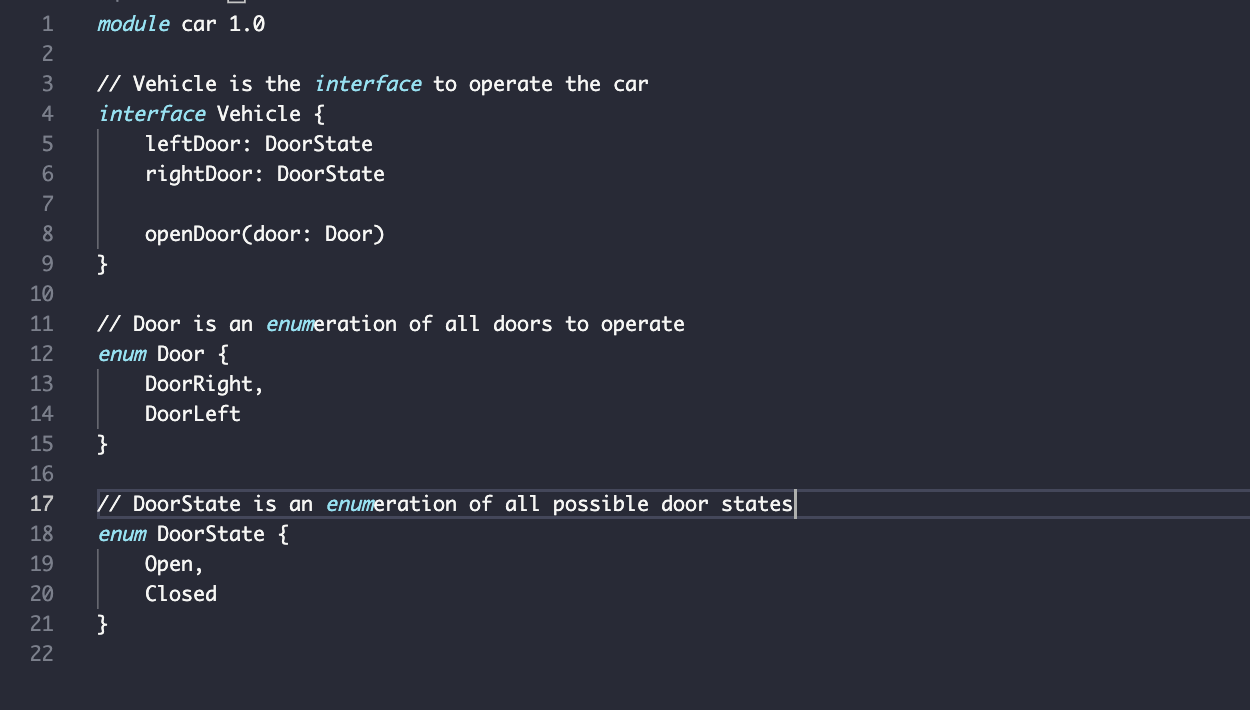 1 module car 1.0
2
3 // Vehicle is the interface to operate the car
4 interface Vehicle {
5     leftDoor: DoorState
6     rightDoor: DoorState
7
8     openDoor(door: Door)
9 }
10
11 // Door is an enumeration of all doors to operate
12 enum Door {
13     DoorRight,
14     DoorLeft
15 }
16
17 // DoorState is an enumeration of all possible door states
18 enum DoorState {
19     Open,
20     Closed
21 }
22